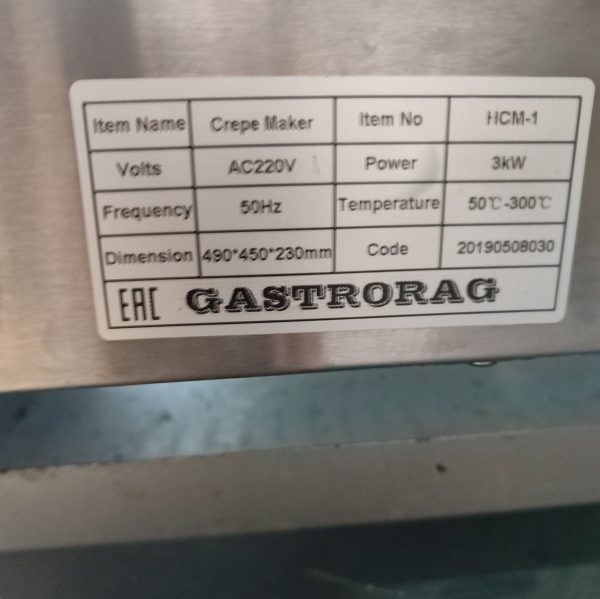 Item Name Crepe Maker Item No HCM-1
Volts AC220V Power 3kW
Frequency 50Hz Temperature 50℃-300℃
Dimension 490*450*230mm Code 20190508030
EAC GASTRORAG